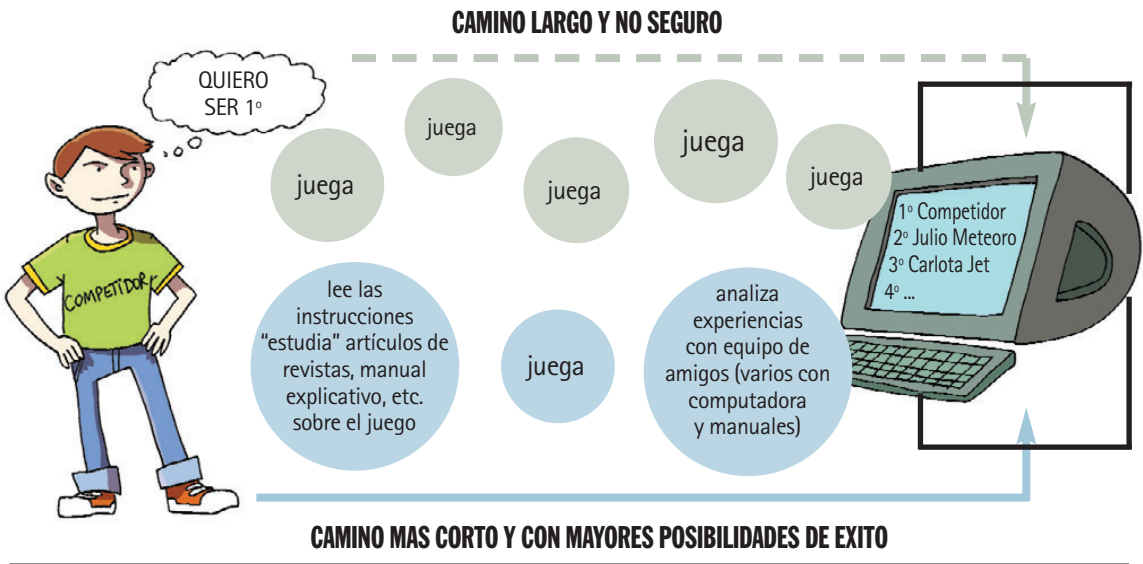 CAMINO LARGO Y NO SEGURO
QUIERO
SER 1º
juega
juega
juega
juega
juega
1º Competidor
2º Julio Meteoro
3º Carlota Jet
4º ...
COMPETIDOR
lee las
instrucciones
"estudia" artículos de
revistas, manual
explicativo, etc.
sobre el juego
juega
analiza
experiencias
con equipo de
amigos (varios con
computadora
y manuales)
CAMINO MAS CORTO Y CON MAYORES POSIBILIDADES DE EXITO